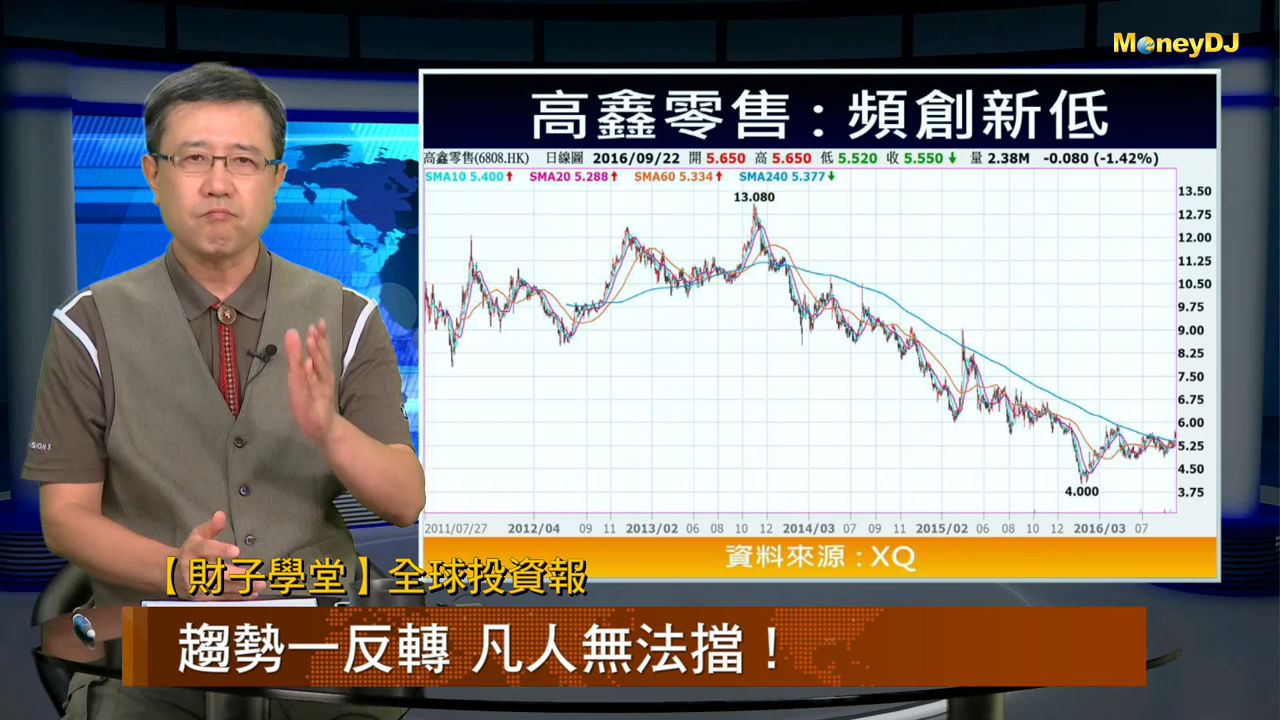 MoneyDJ
高鑫零售：頻創新低
高鑫零售(6808.HK) 日線圖 2016/09/22 開 5.650 高 5.650 低 5.520 收 5.550↓ 量 2.38M -0.080 (-1.42%)
SMA10 5.400↑ SMA20 5.288↑ SMA60 5.334↑ SMA240 5.377↓
13.080
13.50
12.75
12.00
11.25
10.50
9.75
9.00
8.25
7.50
6.75
6.00
5.25
4.50
3.75
4.000
2011/07/27 2012/04 09 11 2013/02 06 08 10 12 2014/03 07 09 11 2015/02 06 08 10 12 2016/03 07
資料來源：XQ
【財子學堂】全球投資報
趨勢一反轉 凡人無法擋！